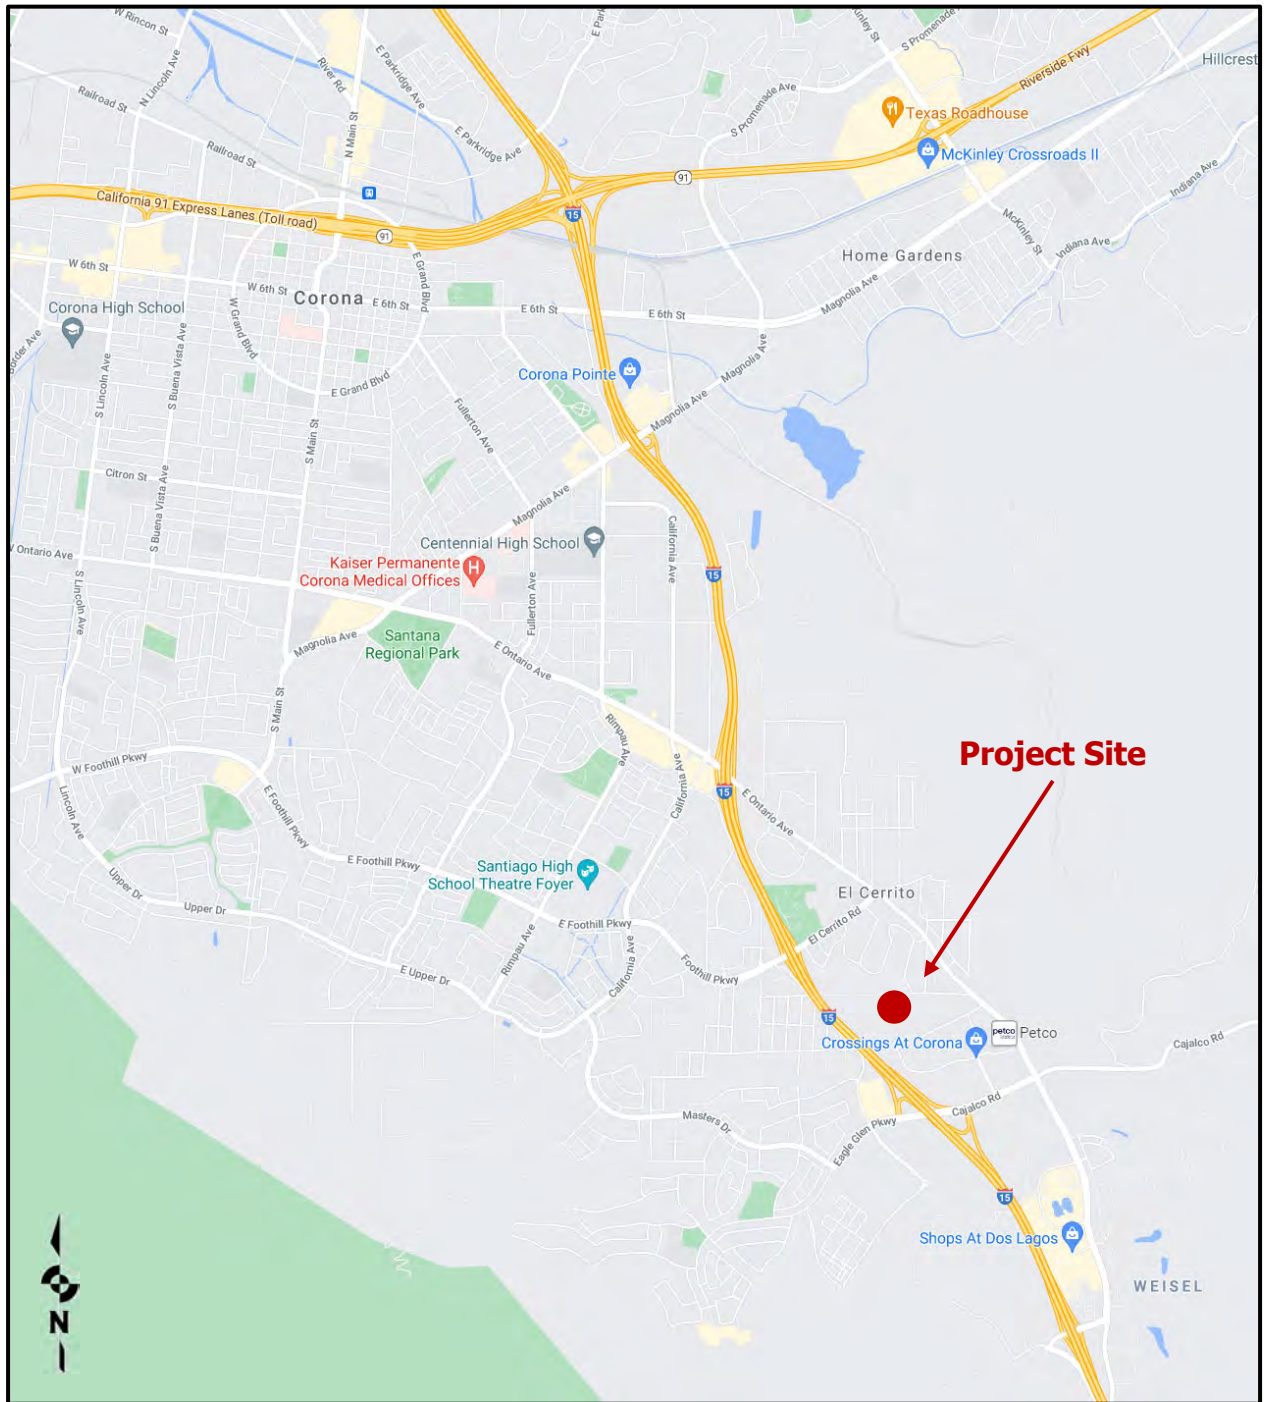 W Rincon St
N Lincoln Ave
River Rd
E Parkridge Ave
E Parkridge Ave
Railroad St
Railroad St
N Main St
S Promenade Ave
Riverside Fwy
Hillcrest
Texas Roadhouse
McKinley Crossroads II
91
California 91 Express Lanes (Toll road)
91
15
McKinley St
Indiana Ave
Indiana Ave
Home Gardens
W 6th St
W 6th St
Corona
E 6th St
E 6th St
E 6th St
E Grand Blvd
W Grand Blvd
E Grand Blvd
Magnolia Ave
Magnolia Ave
Magnolia Ave
Corona High School
S Lincoln Ave
S Buena Vista Ave
S Main St
Corona Pointe
Fullerton Ave
Citron St
S Buena Vista Ave
Magnolia Ave
California Ave
Centennial High School
Kaiser Permanente
Corona Medical Offices
H
15
S Lincoln Ave
Fullerton Ave
Magnolia Ave
Santana
Regional Park
E Ontario Ave
S Main St
Rimpau Ave
Project Site
W Foothill Pkwy
E Foothill Pkwy
California Ave
15
E Ontario Ave
Lincoln Ave
E Foothill Pkwy
Santiago High
School Theatre Foyer
Upper Dr
Upper Dr
E Foothill Pkwy
El Cerrito
El Cerrito Rd
Rimpau Ave
California Ave
Foothill Pkwy
E Upper Dr
15
Crossings At Corona
petco
Petco
Cajalco Rd
Cajalco Rd
Masters Dr
Eagle Glen Pkwy
15
Shops At Dos Lagos
WEISEL
N